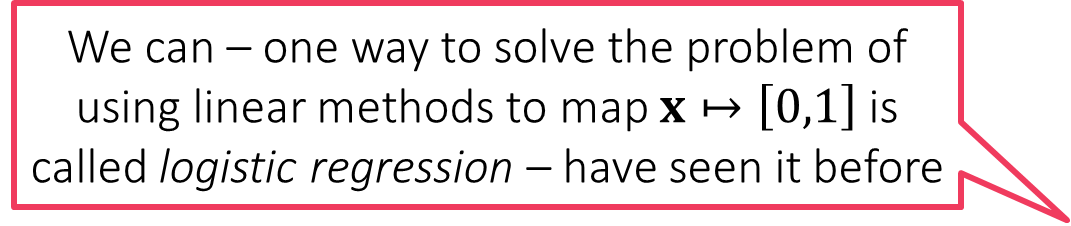 We can – one way to solve the problem of
using linear methods to map 𝐱 ↦ [0,1] is
called logistic regression – have seen it before